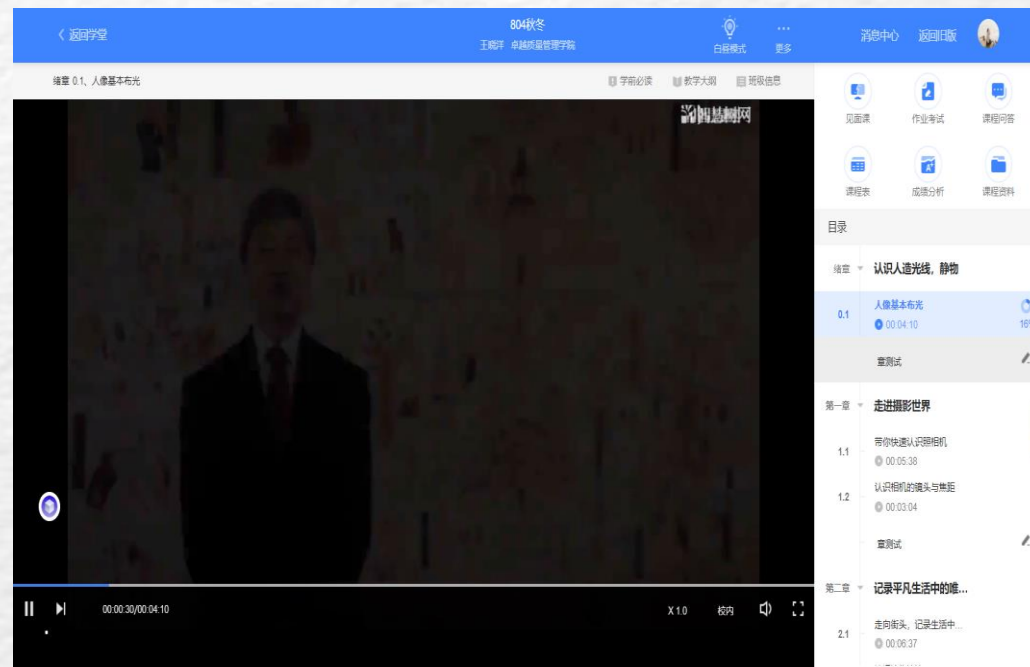 〈 返回学堂
804秋冬
王晓洋 卓越质量管理学院
白昼模式
更多
消息中心
返回旧版
绪章 0.1、人像基本布光
学前必读
教学大纲
班级信息
智慧树网
见面课
作业考试
课程问答
课程表
成绩分析
课程资料
目录
绪章
认识人造光线，静物
0.1
人像基本布光
00:04:10
16%
章测试
第一章
走进摄影世界
1.1
带你快速认识照相机
00:05:38
1.2
认识相机的镜头与焦距
00:03:04
章测试
第二章
记录平凡生活中的唯...
2.1
走向街头，记录生活中...
00:06:37
00:00:30/00:04:10
X 1.0
校内